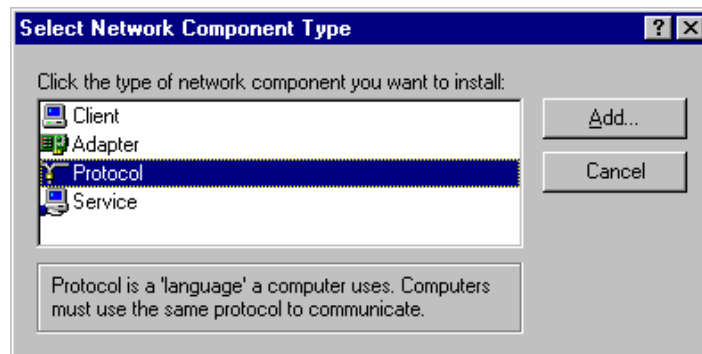 Select Network Component Type
Click the type of network component you want to install:
Client
Adapter
Protocol
Service
Add...
Cancel
Protocol is a 'language' a computer uses. Computers
must use the same protocol to communicate.